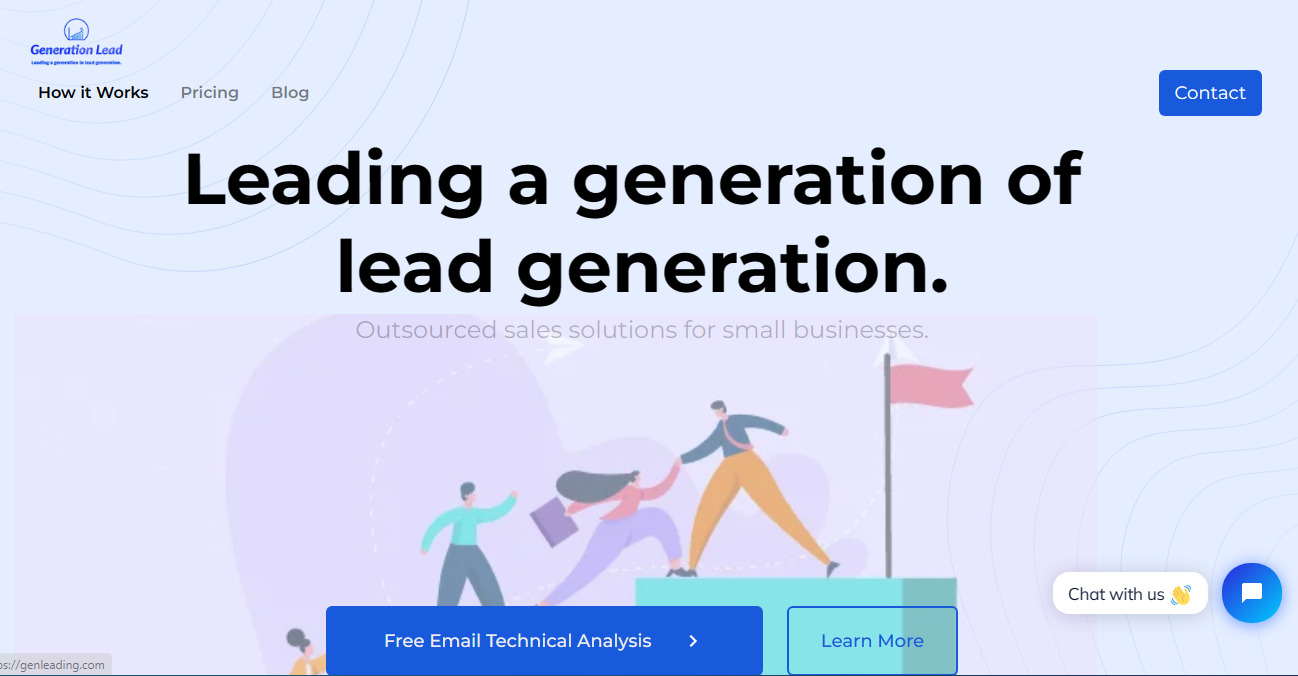 Generation Lead
Leading a generation in lead generation.
How it Works Pricing Blog
Contact
Leading a generation of
lead generation.
Outsourced sales solutions for small businesses.
Chat with us 👋
Free Email Technical Analysis
Learn More
ps://genleading.com